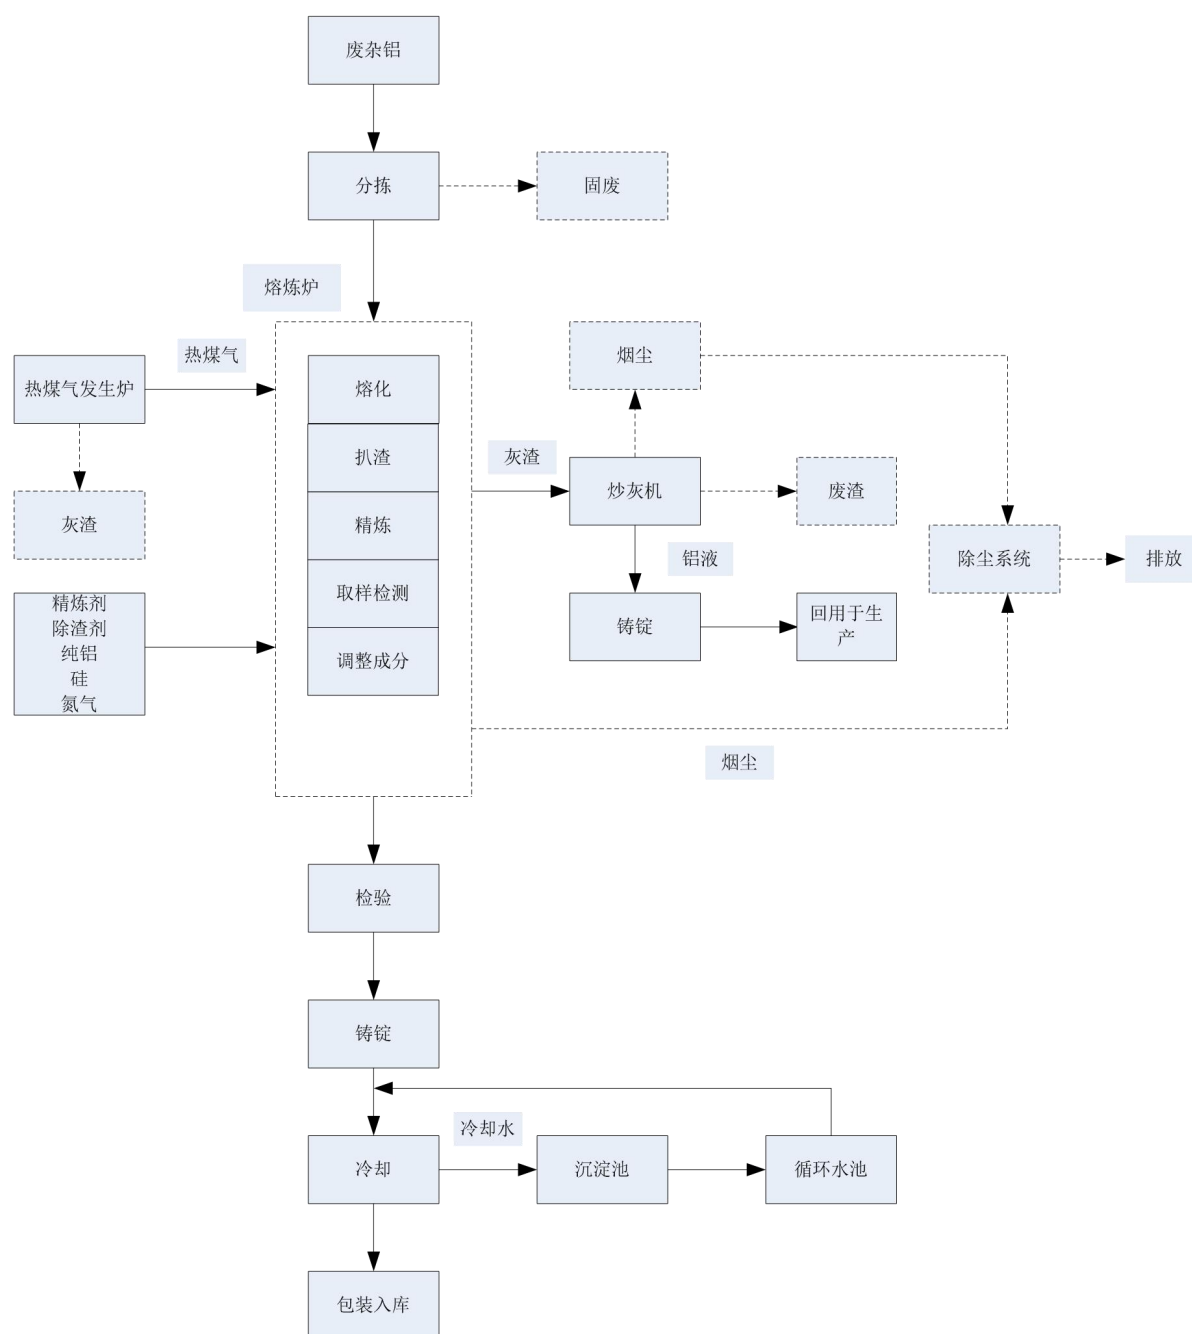 废杂铝
分拣
固废
熔炼炉
热煤气
热煤气发生炉
灰渣
精炼剂
除渣剂
纯铝
硅
氮气
熔化
扒渣
精炼
取样检测
调整成分
灰渣
烟尘
炒灰机
废渣
铝液
铸锭
回用于生
产
除尘系统
排放
烟尘
检验
铸锭
冷却水
冷却
沉淀池
循环水池
包装入库